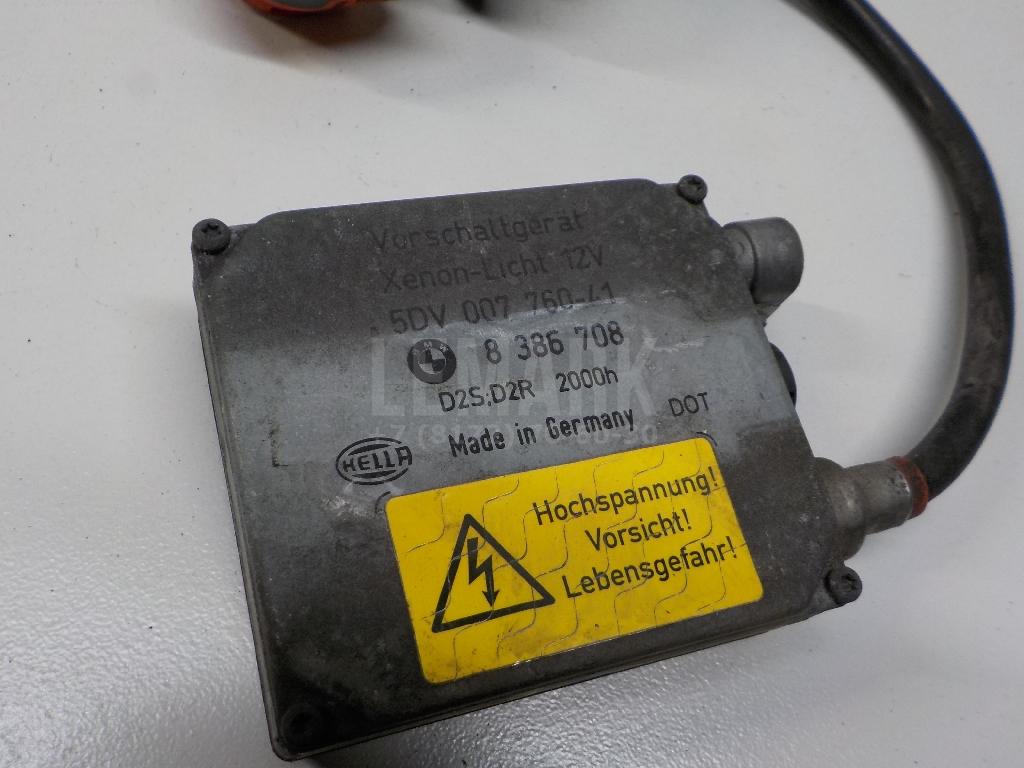 Vorschaltgerät
Xenon-Licht 12V
5DV 007 760-41
BMW 8 386 708
D2S;D2R 2000h
Made in Germany DOT
HELLA
Hochspannung!
Vorsicht!
Lebensgefahr!